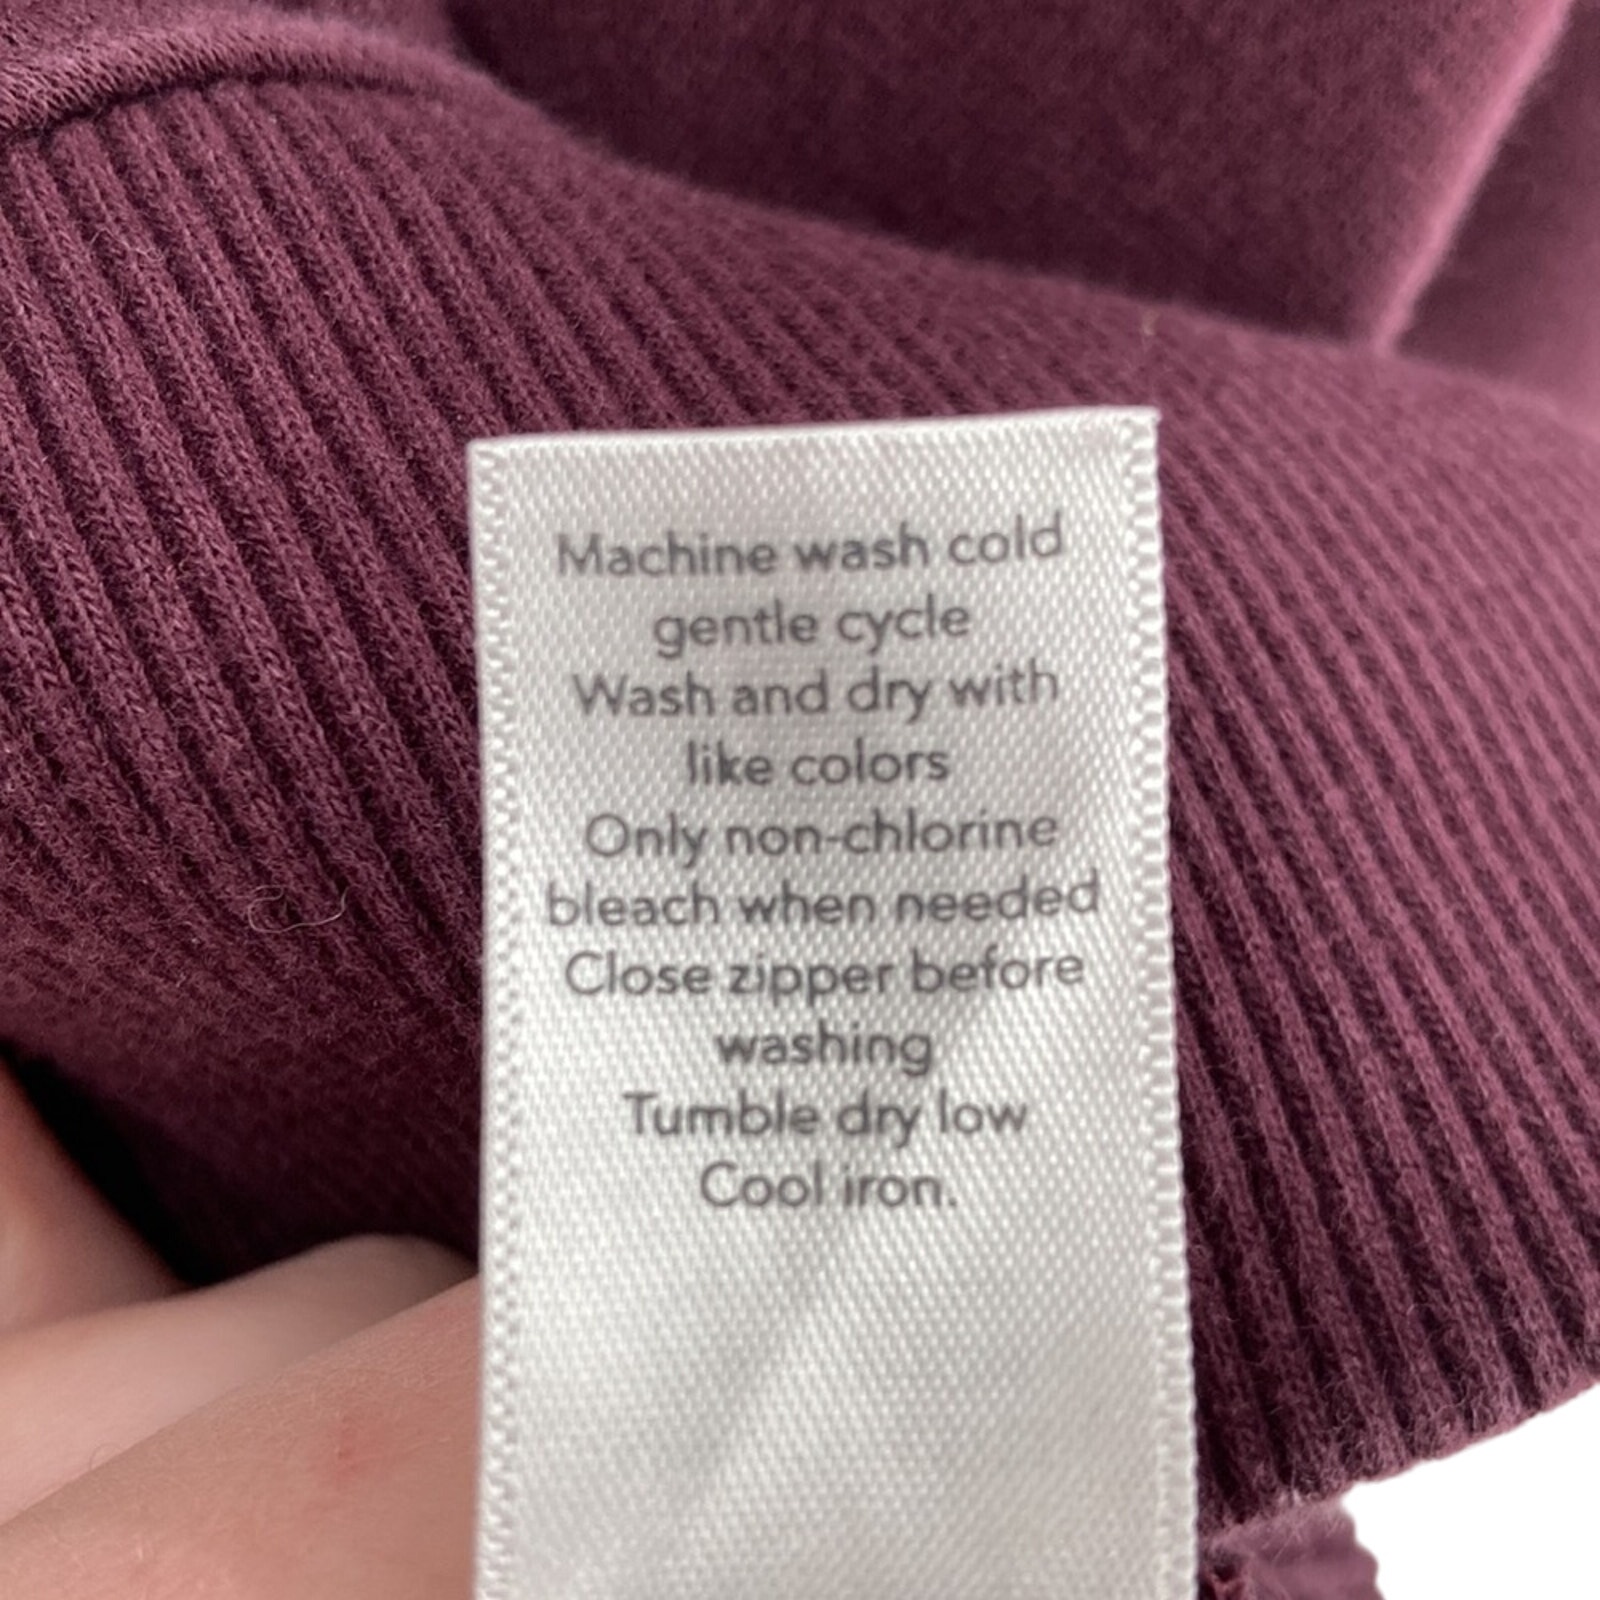 Machine wash cold
gentle cycle
Wash and dry with
like colors
Only non-chlorine
bleach when needed
Close zipper before
washing
Tumble dry low
Cool iron.